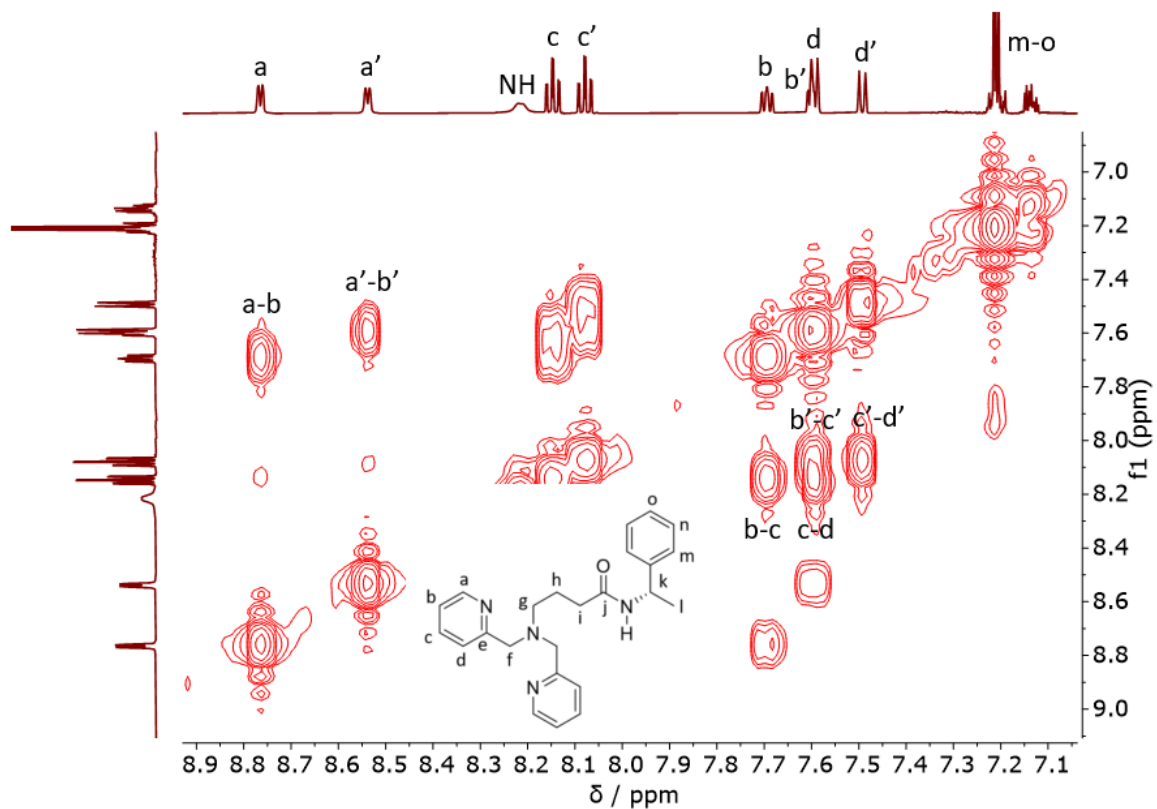 a a' NH c c' b b' d d' m-o
a-b
a'-b'
b'-c'
c'-d'
b-c
c-d
7.0
7.2
7.4
7.6
7.8
8.0
8.2
8.4
8.6
8.8
9.0
f1 (ppm)
o
n
m
O
k
h
l
a
g
i
j
N
b
N
H
c
N
e
d
f
N
8.9 8.8 8.7 8.6 8.5 8.4 8.3 8.2 8.1 8.0 7.9 7.8 7.7 7.6 7.5 7.4 7.3 7.2 7.1
δ / ppm